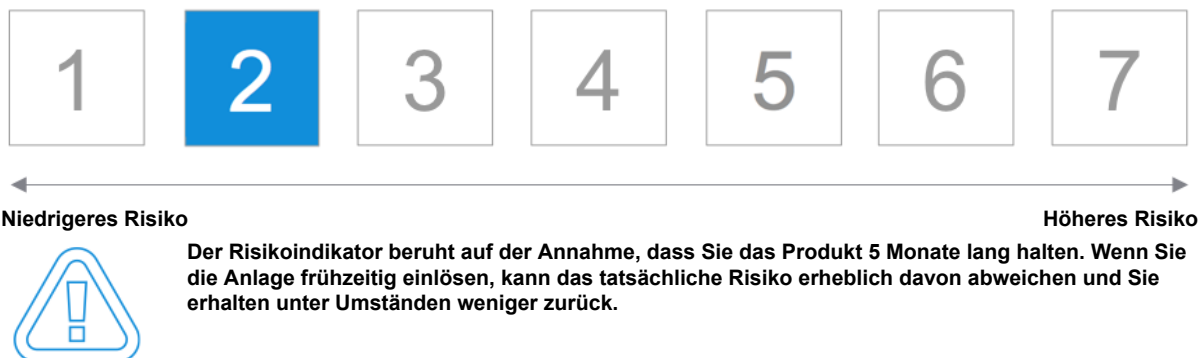 1 2 3 4 5 6 7
Niedrigeres Risiko Höheres Risiko
Der Risikoindikator beruht auf der Annahme, dass Sie das Produkt 5 Monate lang halten. Wenn Sie
die Anlage frühzeitig einlösen, kann das tatsächliche Risiko erheblich davon abweichen und Sie
erhalten unter Umständen weniger zurück.